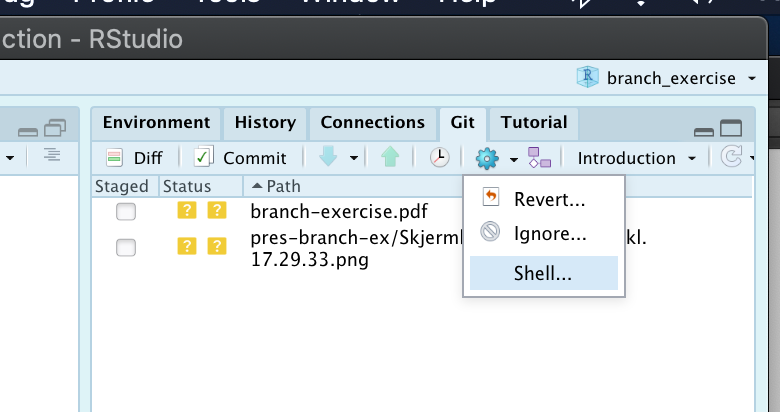 ction - RStudio
branch_exercise
Environment History Connections Git Tutorial
Diff Commit Introduction
Staged Status Path
? ? branch-exercise.pdf
? ? pres-branch-ex/Skjerm kl.
17.29.33.png
Revert...
Ignore...
Shell...